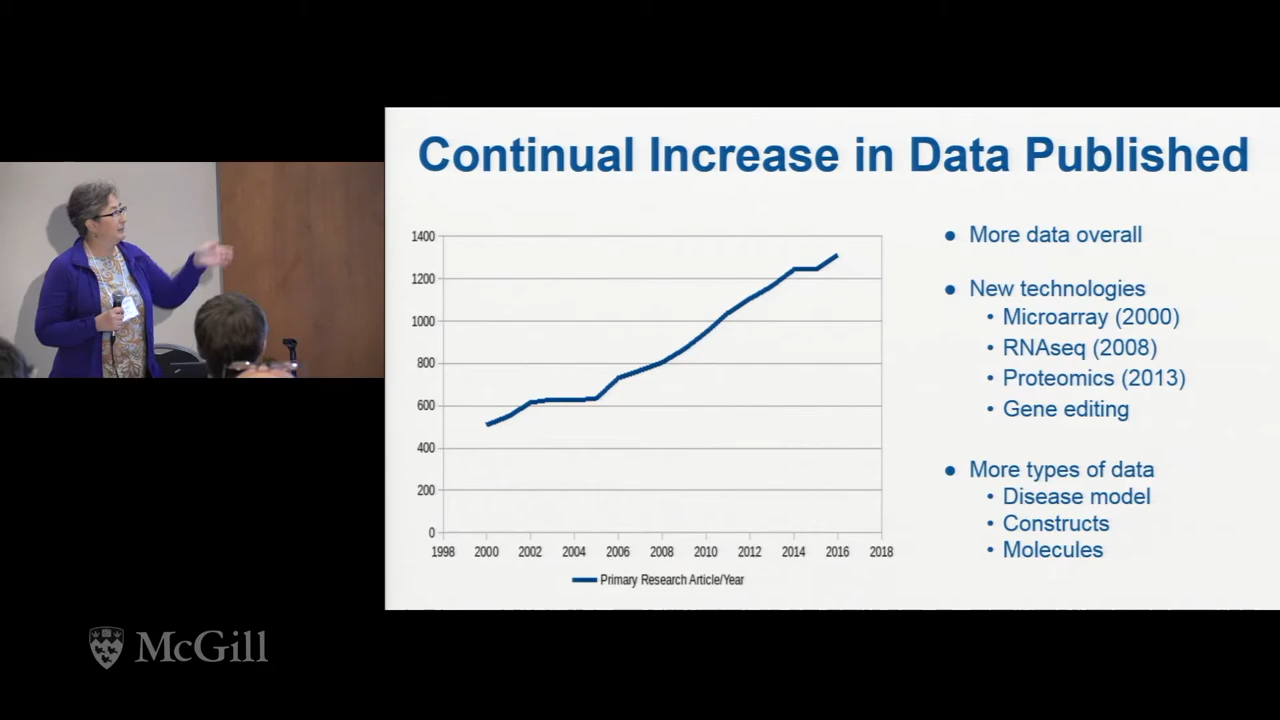 Continual Increase in Data Published
1400
1200
1000
800
600
400
200
0
1998 2000 2002 2004 2006 2008 2010 2012 2014 2016 2018
Primary Research Article/Year
● More data overall
● New technologies
• Microarray (2000)
• RNAseq (2008)
• Proteomics (2013)
• Gene editing
● More types of data
• Disease model
• Constructs
• Molecules
McGill